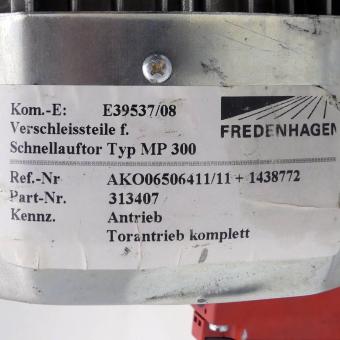 Kom.-E: E39537/08
Verschleissteile f.
Schnellauftor Typ MP 300
FREDENHAGEN
Ref.-Nr AKO06506411/11 + 1438772
Part-Nr. 313407
Kennz. Antrieb
Torantrieb komplett